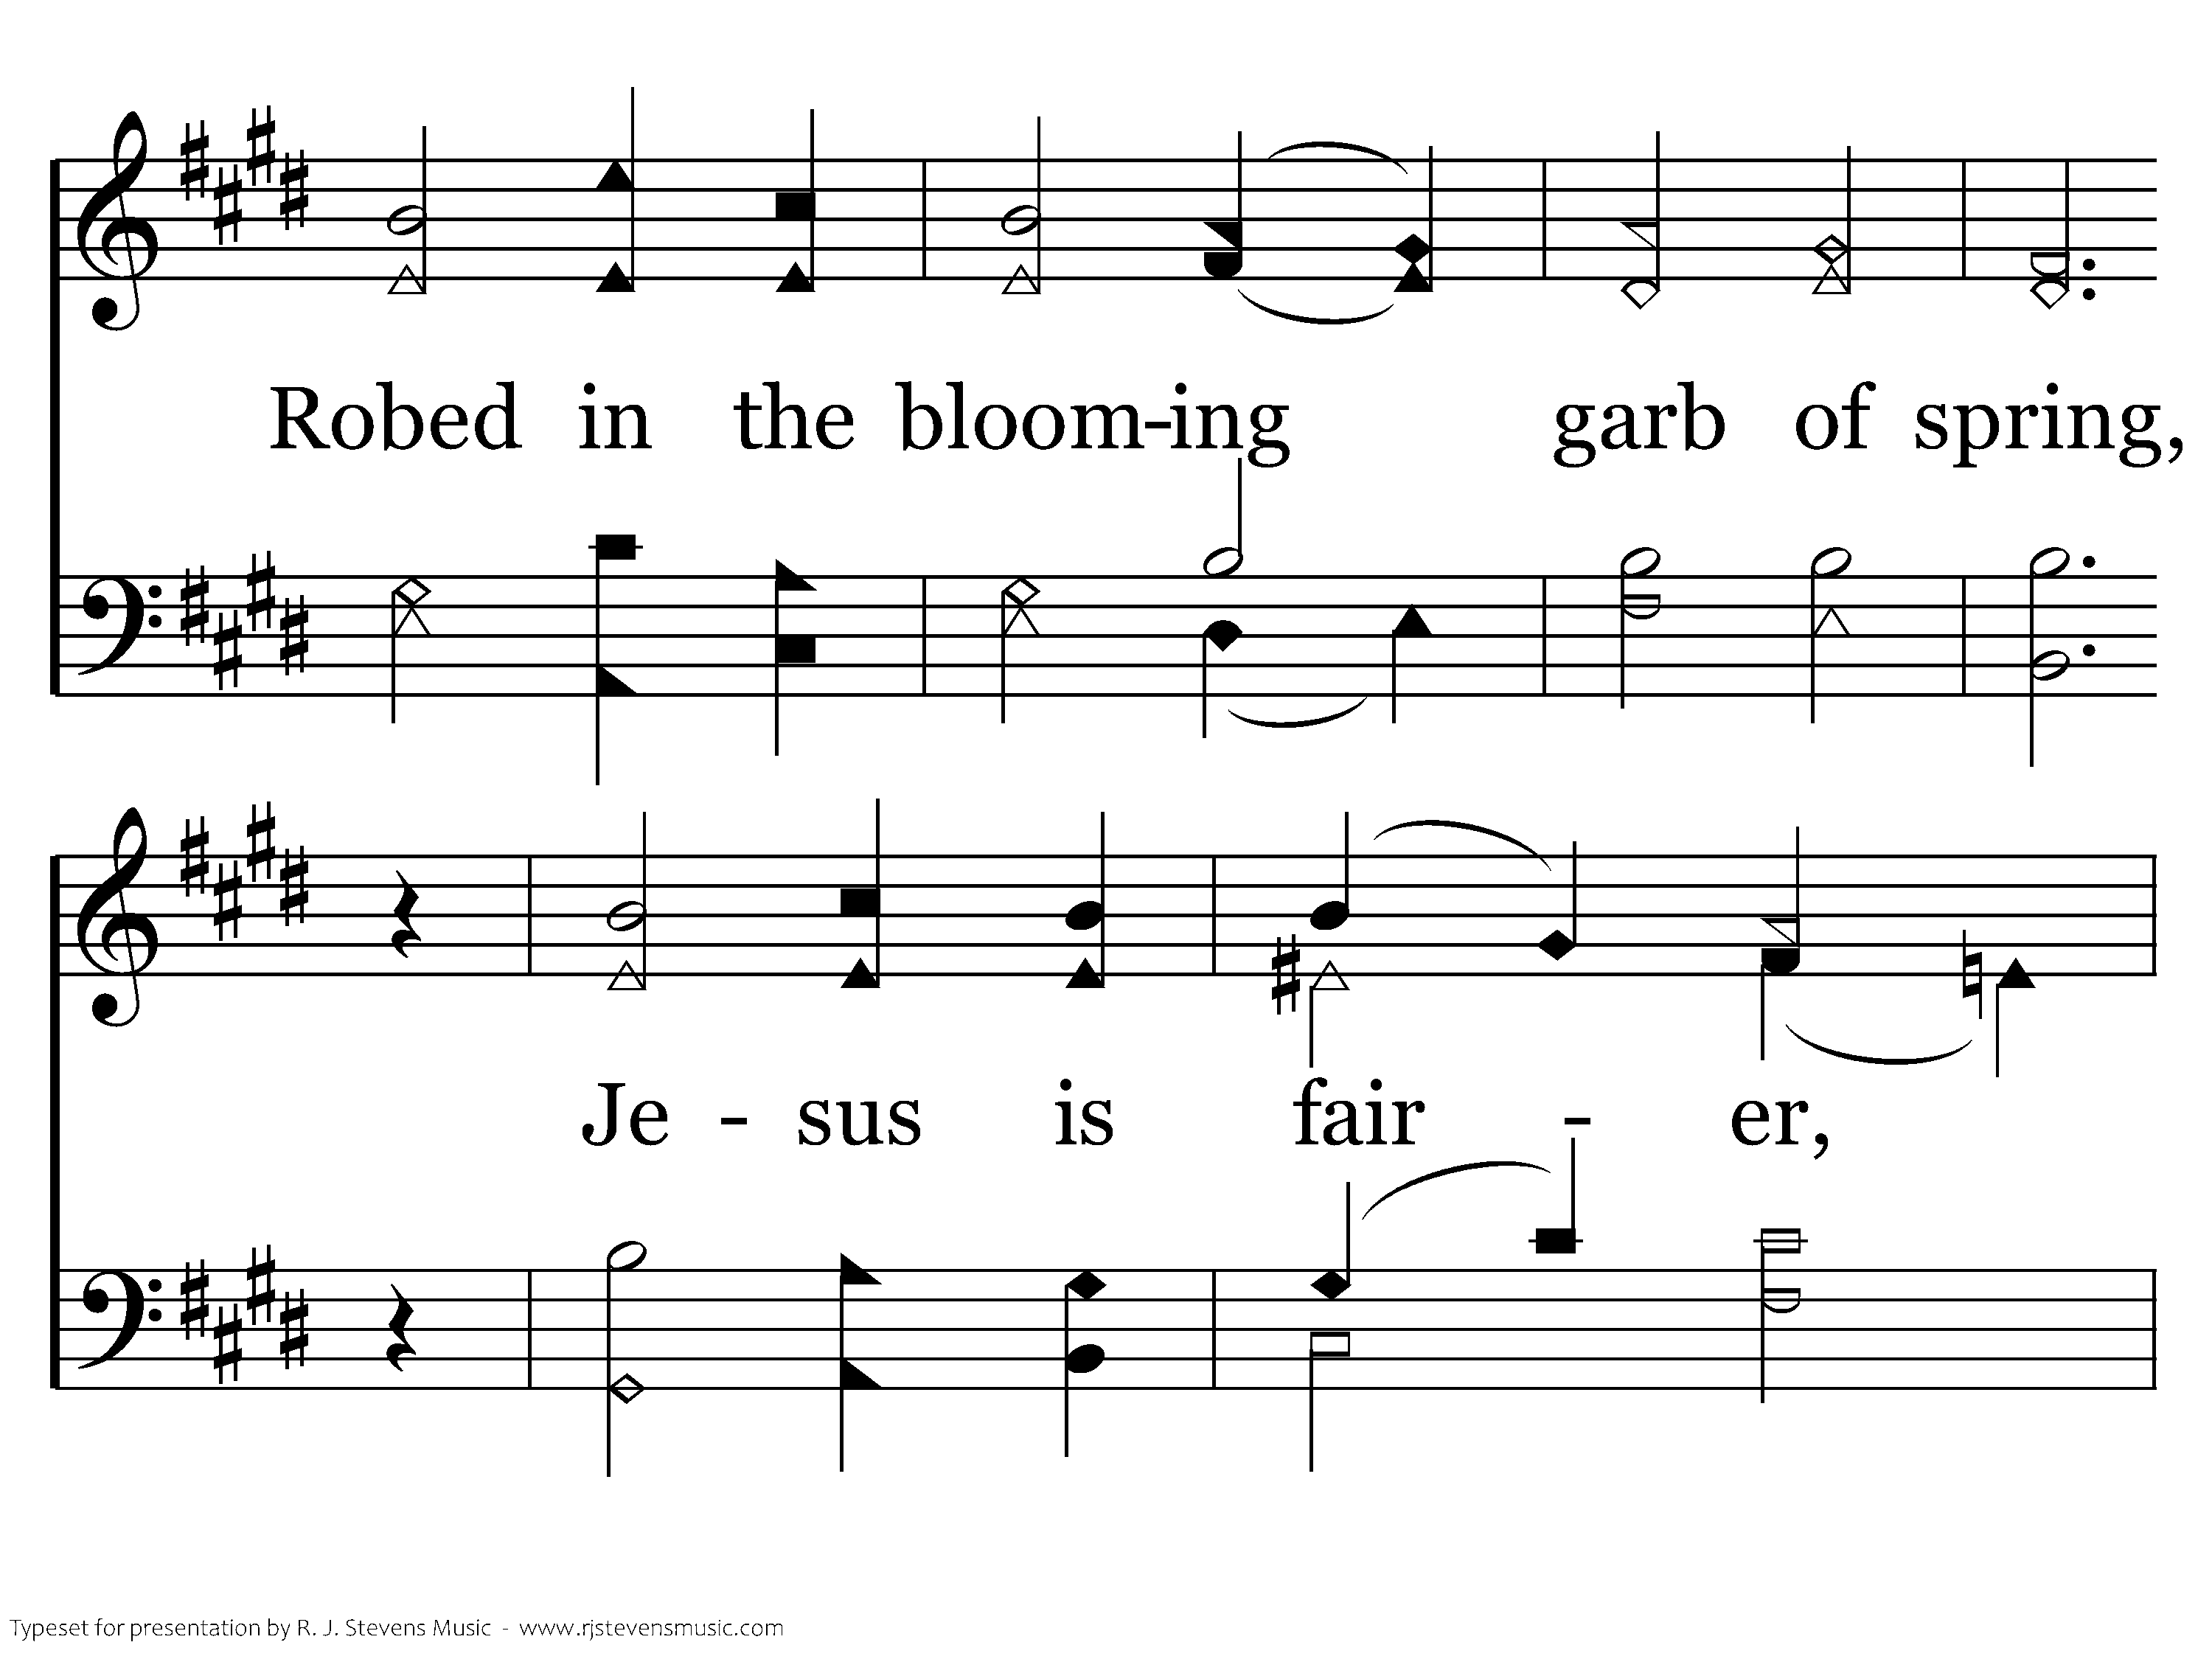 Robed in the bloom-ing garb of spring,
Je - sus is fair - er,
Typeset for presentation by R. J. Stevens Music - www.rjstevensmusic.com